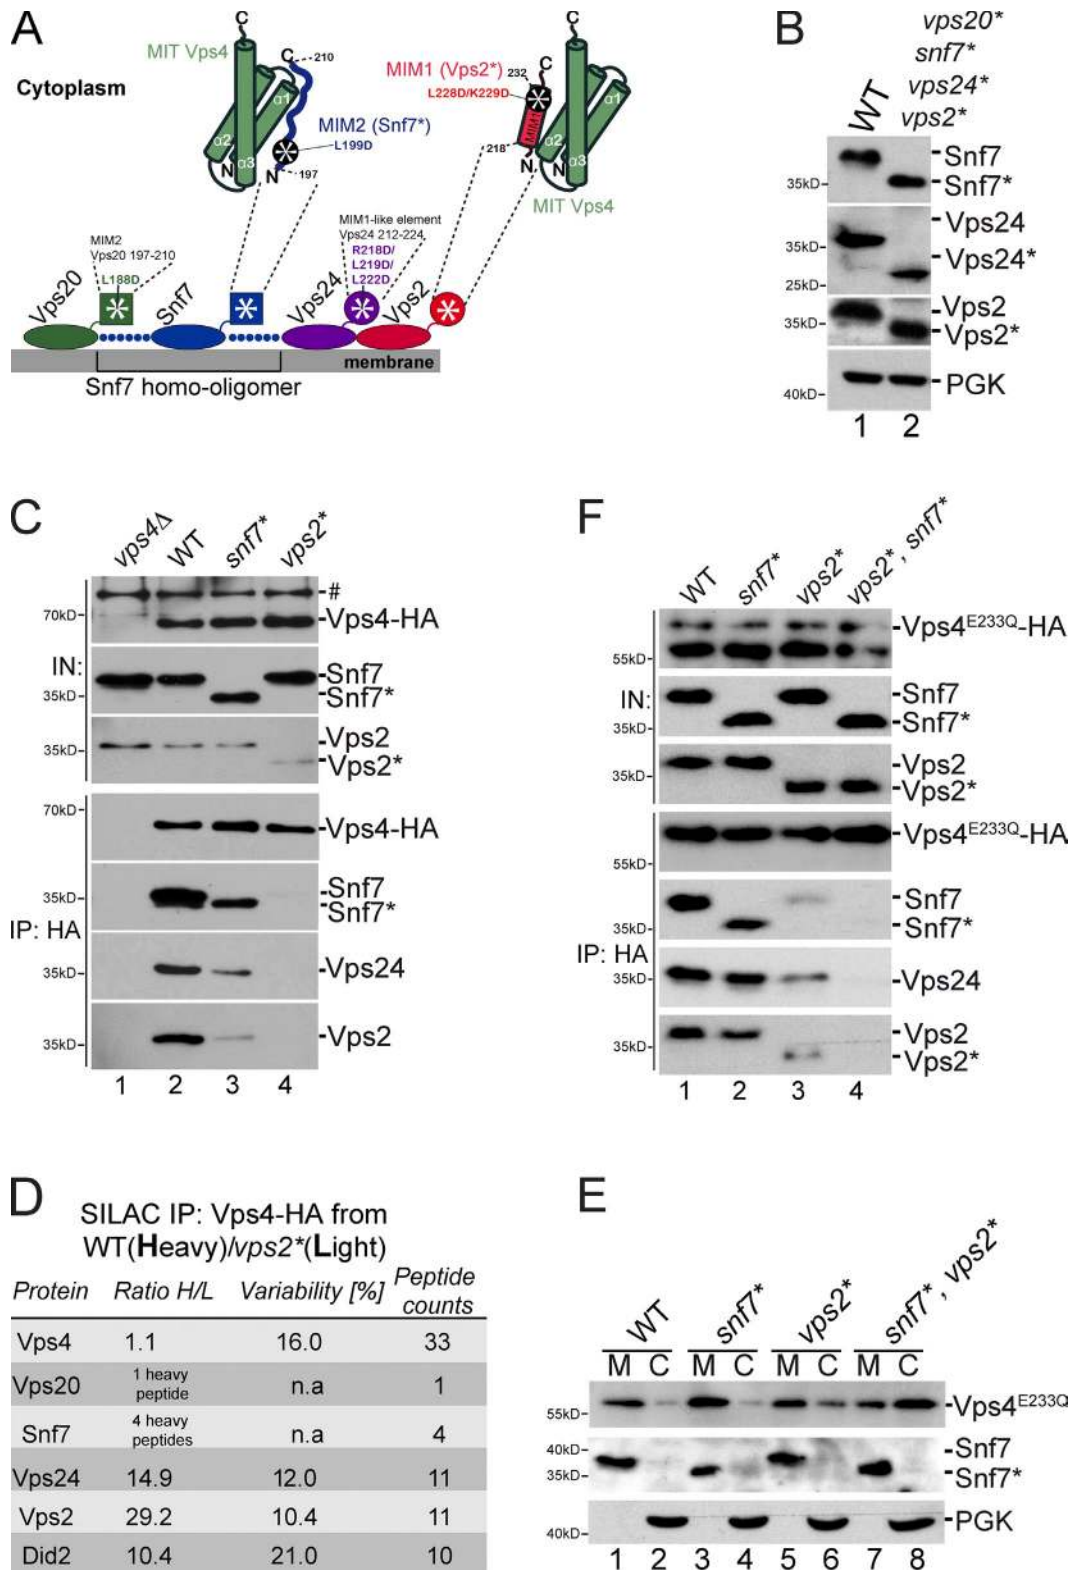 A
C
MIT Vps4
Cytoplasm
C
210
α1
α2
α3
N
MIM2 (Snf7*)
L199D
197
C
MIM1 (Vps2*)
232
L228D/K229D
MIM1
218
N
α1
α2
α3
N
MIT Vps4
MIM2
Vps20 197-210
L188D
MIM1-like element
Vps24 212-224
R218D/
L219D/
L222D
Vps20
Snf7
Vps24
Vps2
membrane
Snf7 homo-oligomer
B
vps20*
snf7*
vps24*
WT
vps2*
35kD
Snf7
Snf7*
35kD
25kD
Vps24
Vps24*
35kD
Vps2
Vps2*
40kD
PGK
1 2
C
vps4Δ WT snf7* vps2*
IN:
70kD
#
Vps4-HA
35kD
Snf7
Snf7*
35kD
Vps2
Vps2*
IP: HA
70kD
Vps4-HA
35kD
Snf7
Snf7*
35kD
Vps24
35kD
Vps2
1 2 3 4
F
WT snf7* vps2* vps2*, snf7*
IN:
55kD
Vps4E233Q-HA
35kD
Snf7
Snf7*
35kD
Vps2
Vps2*
IP: HA
55kD
Vps4E233Q-HA
35kD
Snf7
Snf7*
35kD
Vps24
35kD
Vps2
Vps2*
1 2 3 4
D
SILAC IP: Vps4-HA from
WT(Heavy)/vps2*(Light)
Protein Ratio H/L Variability [%] Peptide counts
Vps4 1.1 16.0 33
Vps20 1 heavy peptide n.a 1
Snf7 4 heavy peptides n.a 4
Vps24 14.9 12.0 11
Vps2 29.2 10.4 11
Did2 10.4 21.0 10
E
WT snf7* vps2* snf7*, vps2*
M C M C M C M C
55kD
Vps4E233Q
40kD
35kD
Snf7
Snf7*
40kD
PGK
1 2 3 4 5 6 7 8